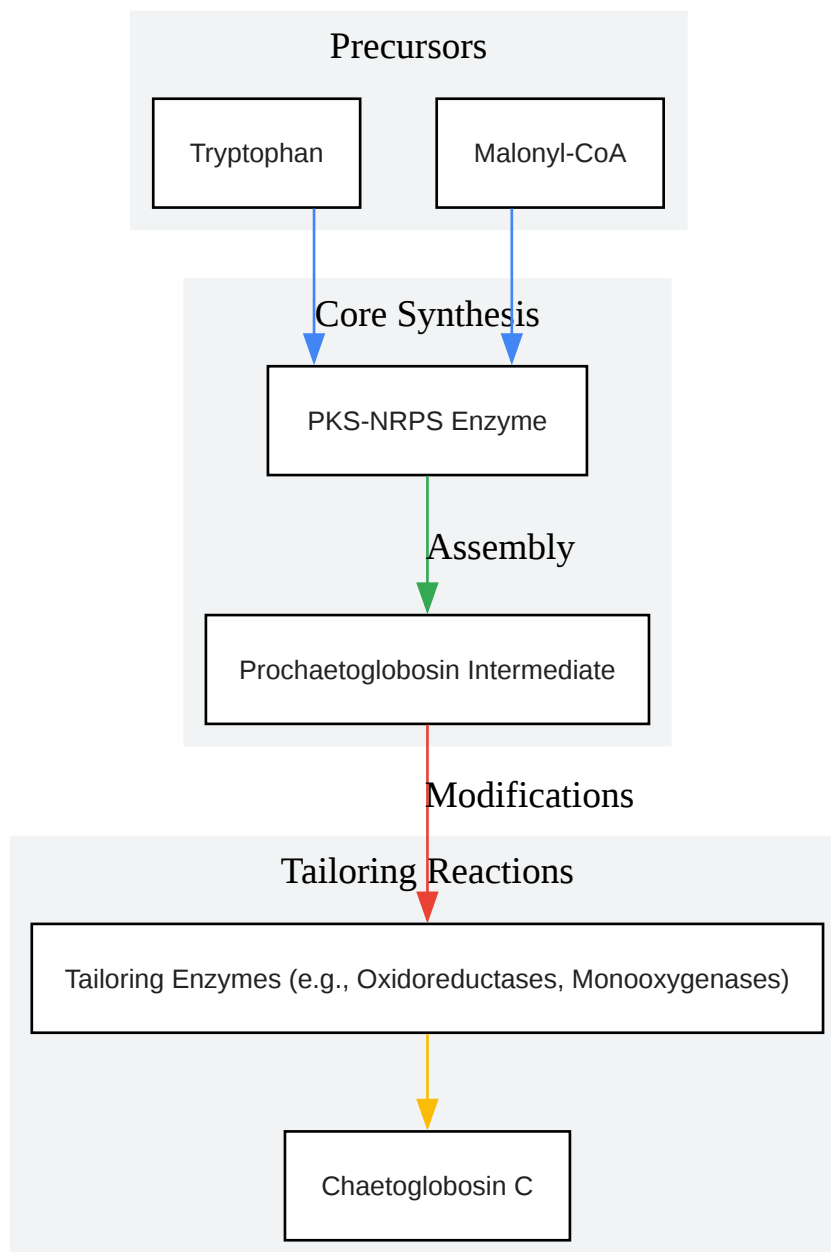 Precursors
Tryptophan
Malonyl-CoA
Core Synthesis
PKS-NRPS Enzyme
Assembly
Prochaetoglobosin Intermediate
Modifications
Tailoring Reactions
Tailoring Enzymes (e.g., Oxidoreductases, Monooxygenases)
Chaetoglobosin C